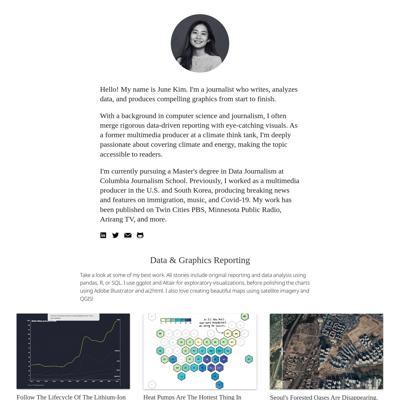 Hello! My name is June Kim. I'm a journalist who writes, analyzes
data, and produces compelling graphics from start to finish.
With a background in computer science and journalism, I often
merge rigorous data-driven reporting with eye-catching visuals. As
a former multimedia producer at a climate think tank, I'm deeply
passionate about covering climate and energy, making the topic
accessible to readers.
I'm currently pursuing a Master's degree in Data Journalism at
Columbia Journalism School. Previously, I worked as a multimedia
producer in the U.S. and South Korea, producing breaking news
and features on immigration, music, and Covid-19. My work has
been published on Twin Cities PBS, Minnesota Public Radio,
Arirang TV, and more.
Data & Graphics Reporting
Take a look at some of my best work. All stories include original reporting and data analysis using
pandas, R, or SQL. I use ggplot and Altair for exploratory visualizations, before polishing the charts
using Adobe Illustrator and ai2html. I also love creating beautiful maps using satellite imagery and
QGIS!
Follow The Lifecycle Of The Lithium-Ion
Heat Pumps Are The Hottest Thing In
Seoul's Forested Oases Are Disappearing.